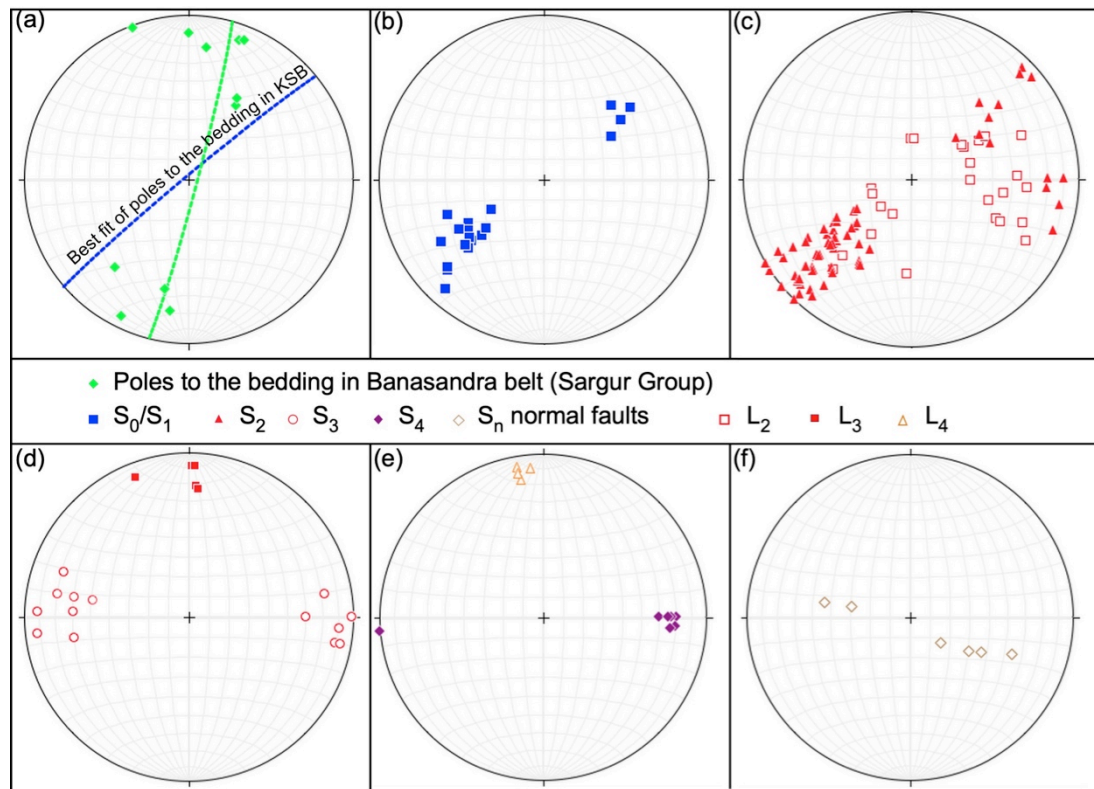 (a) (b) (c)
Best fit of poles to the bedding in KSB
Poles to the bedding in Banasandra belt (Sargur Group)
S0/S1 S2 S3 S4 Sn normal faults L2 L3 L4
(d) (e) (f)